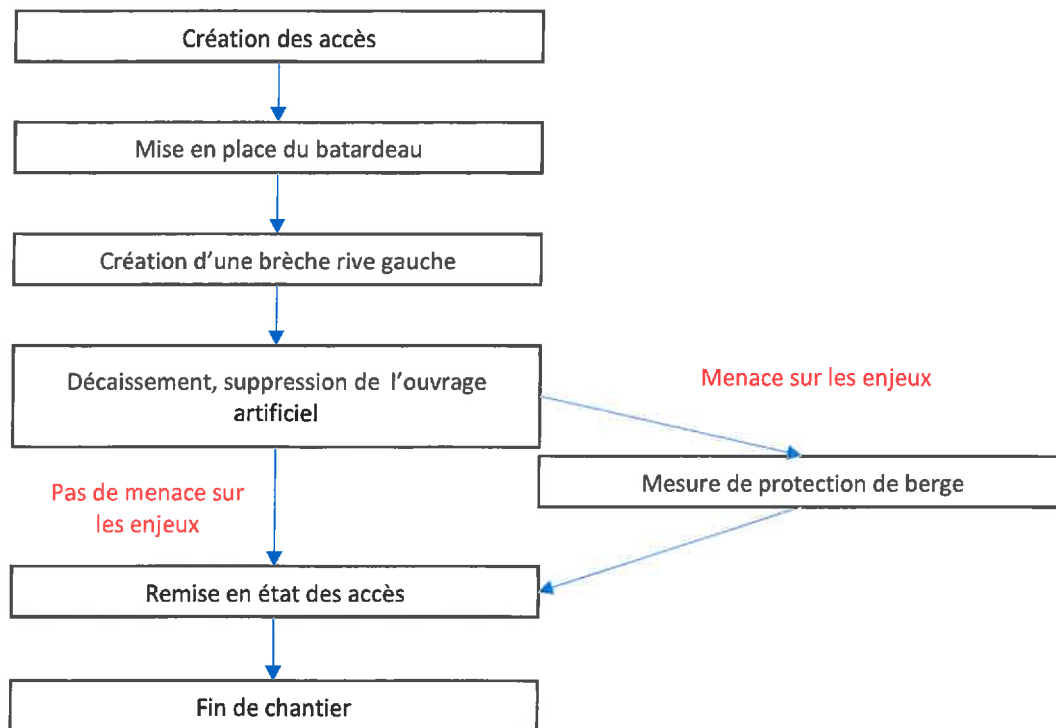 Création des accès
Mise en place du batardeau
Création d'une brèche rive gauche
Décaissement, suppression de l'ouvrage
artificiel
Menace sur les enjeux
Mesure de protection de berge
Pas de menace sur
les enjeux
Remise en état des accès
Fin de chantier